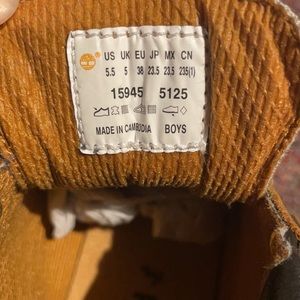 US UK EU JP MX CN
5.5 5 38 23.5 23.5 235(1)
15945 5125
MADE IN CAMBODIA BOYS